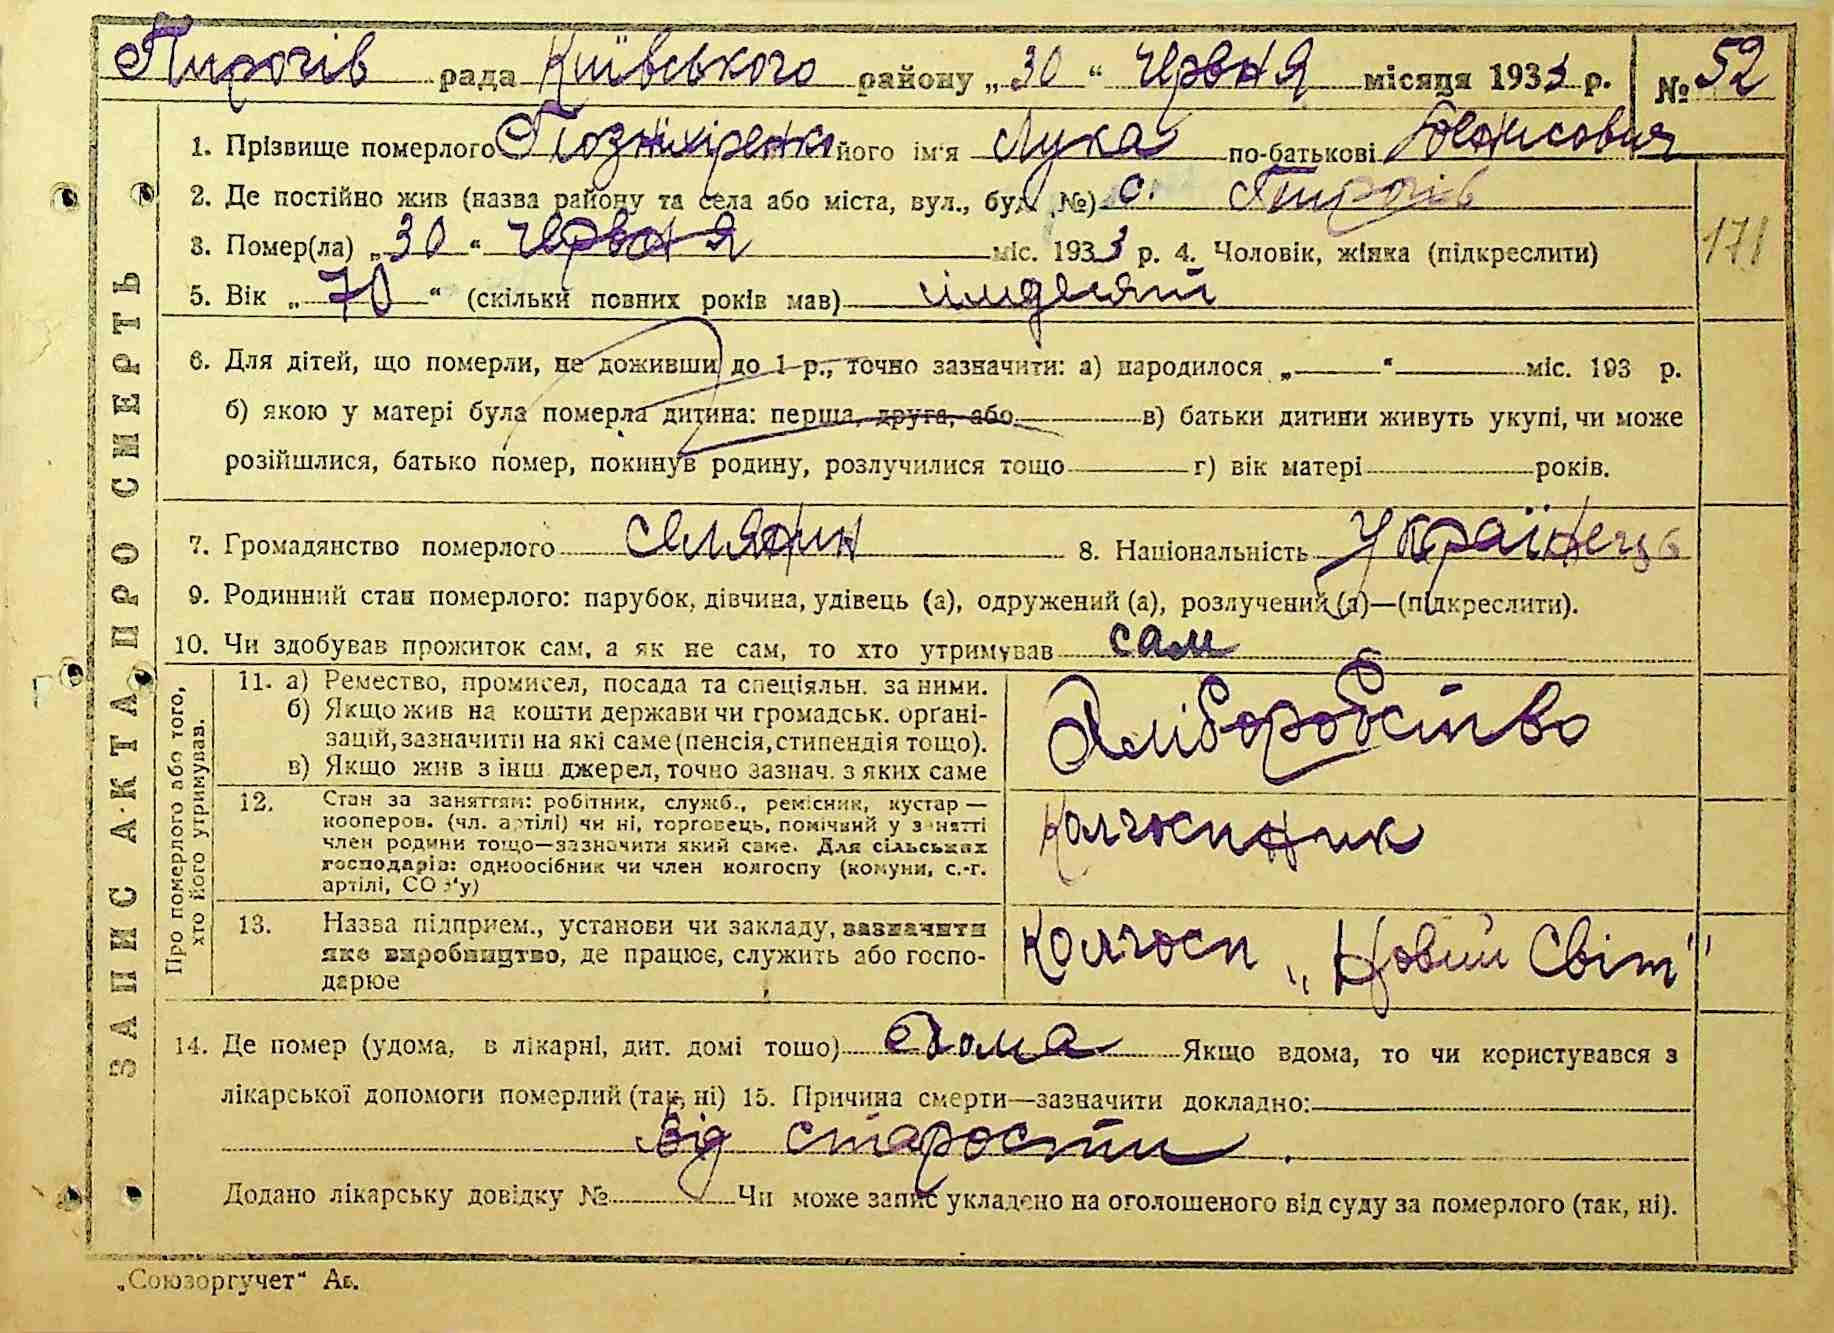 Пирогів рада Київського району „30“ червня місяця 1933 р. № 52
ЗАПИС АКТА ПРО СМЕРТЬ
1. Прізвище померлого його ім'я Лука по-батькові
2. Де постійно жив (назва району та села або міста, вул., буд. №) с. Пирогів
3. Помер(ла) „30“ червня міс. 1933 р. 4. Чоловік, жінка (підкреслити)
171
5. Вік „70“ (скільки повних років мав) сімдесят
6. Для дітей, що померли, не доживши до 1 р., точно зазначити: а) народилося „ “ міс. 193 р.
б) якою у матері була померла дитина: перша, друга, або в) батьки дитини живуть укупі, чи може
розійшлися, батько помер, покинув родину, розлучилися тощо г) вік матері років.
7. Громадянство померлого селянин 8. Національність Українець
9. Родинний стан померлого: парубок, дівчина, удівець (а), одружений (а), розлучений (а)—(підкреслити).
10. Чи здобував прожиток сам, а як не сам, то хто утримував сам
Про померлого або того, хто його утримував.
11. а) Ремество, промисел, посада та спеціяльн. за ними.
б) Якщо жив на кошти держави чи громадськ. органі-
зацій, зазначити на які саме (пенсія, стипендія тощо).
в) Якщо жив з інш джерел, точно зазнач. з яких саме
Хліборобство
12. Стан за заняттям: робітник, служб., ремісник, кустар —
кооперов. (чл. артілі) чи ні, торговець, помічний у занятті
член родини тощо—зазначити який саме. Для сільських
господарів: одноосібник чи член колгоспу (комуни, с.-г.
артілі, СОЗ'у)
Колгоспник
13. Назва підприєм., установи чи закладу, зазначити
яке виробництво, де працює, служить або госпо-
дарює
Колгосп „Новий Світ"
14. Де помер (удома, в лікарні, дит. домі тощо) Дома Якщо вдома, то чи користувався з
лікарської допомоги померлий (так, ні) 15. Причина смерти—зазначити докладно:
Від старости.
Додано лікарську довідку № Чи може запис укладено на оголошеного від суду за померлого (так, ні).
„Союзоргучет“